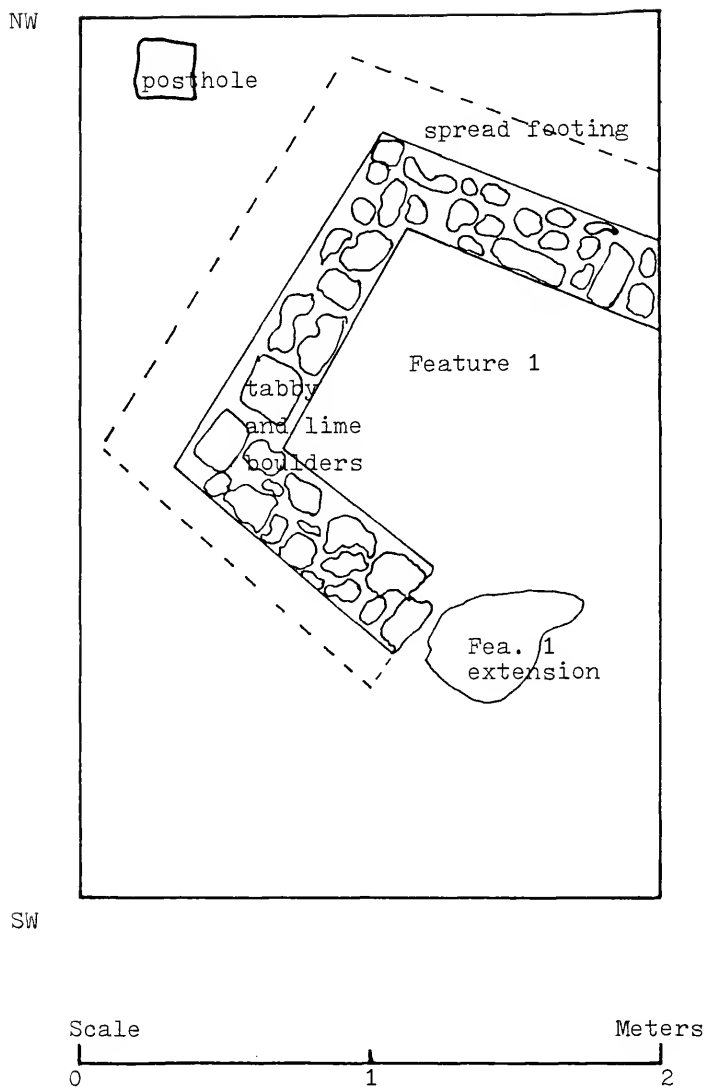 NW
posthole
spread footing
Feature 1
tabby
and lime
boulders
Fea. 1
extension
SW
Scale Meters
0 1 2